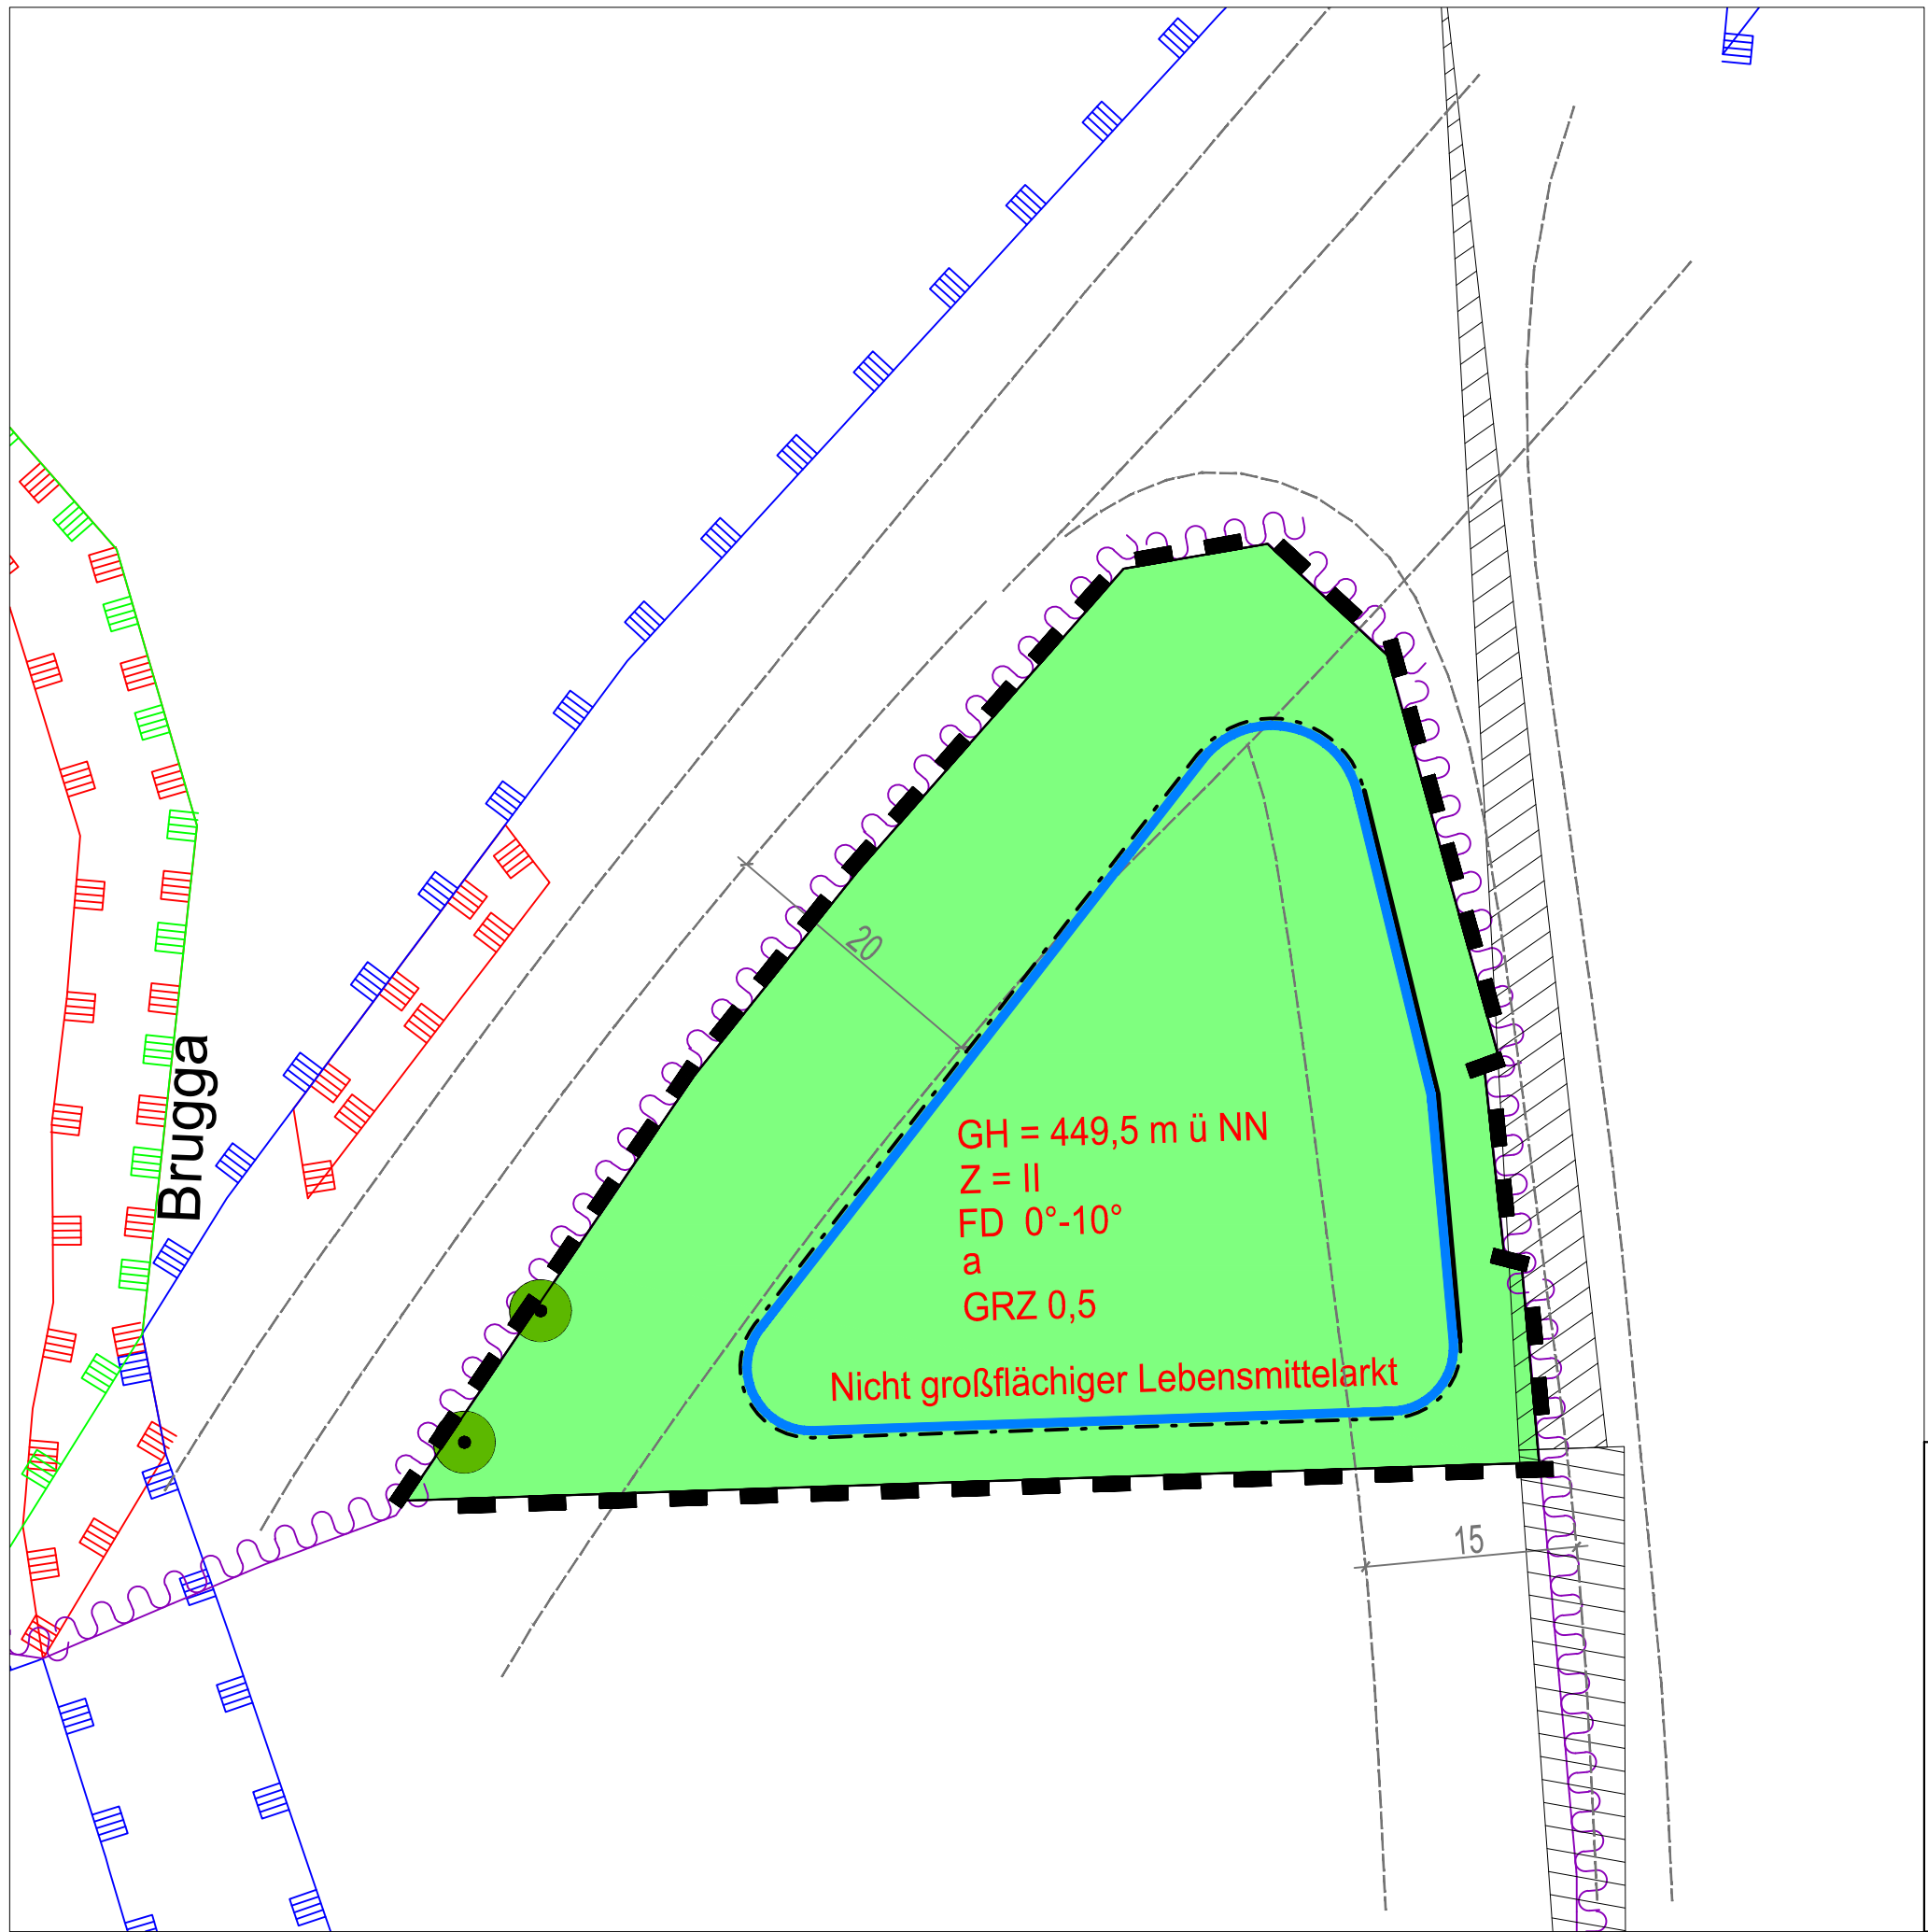 Brugga
20
GH = 449,5 m ü NN
Z = II
FD 0°-10°
a
GRZ 0,5
Nicht großflächiger Lebensmittelarkt
15